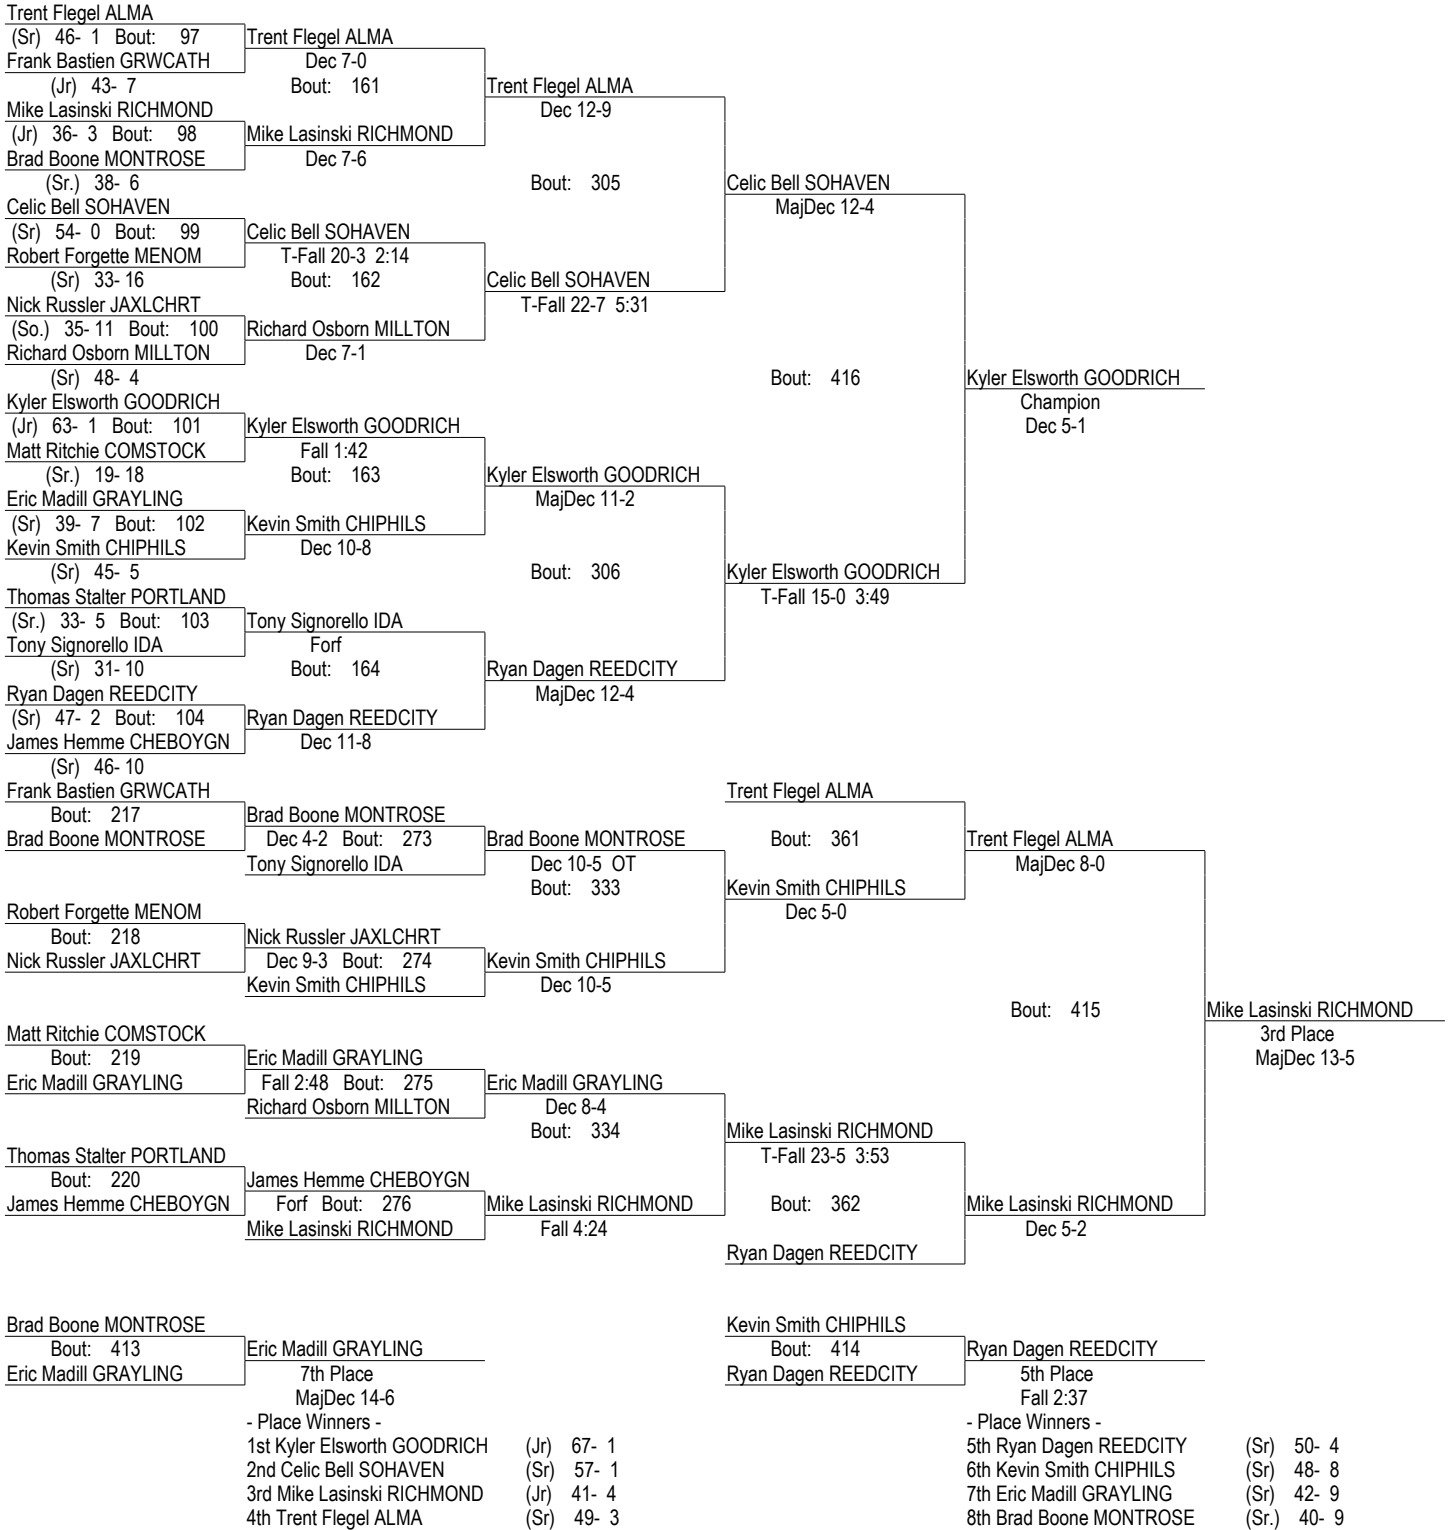 Trent Flegel ALMA
(Sr) 46- 1 Bout: 97 Trent Flegel ALMA
Frank Bastien GRWCATH Dec 7-0
(Jr) 43- 7 Bout: 161 Trent Flegel ALMA
Mike Lasinski RICHMOND Dec 12-9
(Jr) 36- 3 Bout: 98 Mike Lasinski RICHMOND
Brad Boone MONTROSE Dec 7-6
(Sr.) 38- 6 Bout: 305 Celic Bell SOHAVEN
Celic Bell SOHAVEN MajDec 12-4
(Sr) 54- 0 Bout: 99 Celic Bell SOHAVEN
Robert Forgette MENOM T-Fall 20-3 2:14
(Sr) 33- 16 Bout: 162 Celic Bell SOHAVEN
Nick Russler JAXLCHRT T-Fall 22-7 5:31
(So.) 35- 11 Bout: 100 Richard Osborn MILLTON
Richard Osborn MILLTON Dec 7-1
(Sr) 48- 4 Bout: 416 Kyler Elsworth GOODRICH
Kyler Elsworth GOODRICH Champion
(Jr) 63- 1 Bout: 101 Kyler Elsworth GOODRICH Dec 5-1
Matt Ritchie COMSTOCK Fall 1:42
(Sr.) 19- 18 Bout: 163 Kyler Elsworth GOODRICH
Eric Madill GRAYLING MajDec 11-2
(Sr) 39- 7 Bout: 102 Kevin Smith CHIPHILS
Kevin Smith CHIPHILS Dec 10-8
(Sr) 45- 5 Bout: 306 Kyler Elsworth GOODRICH
Thomas Stalter PORTLAND T-Fall 15-0 3:49
(Sr.) 33- 5 Bout: 103 Tony Signorello IDA
Tony Signorello IDA Forf
(Sr) 31- 10 Bout: 164 Ryan Dagen REEDCITY
Ryan Dagen REEDCITY MajDec 12-4
(Sr) 47- 2 Bout: 104 Ryan Dagen REEDCITY
James Hemme CHEBOYGN Dec 11-8
(Sr) 46- 10
Frank Bastien GRWCATH Trent Flegel ALMA
Bout: 217 Brad Boone MONTROSE
Brad Boone MONTROSE Dec 4-2 Bout: 273 Brad Boone MONTROSE Bout: 361 Trent Flegel ALMA
Tony Signorello IDA Dec 10-5 OT MajDec 8-0
Bout: 333 Kevin Smith CHIPHILS
Robert Forgette MENOM Dec 5-0
Bout: 218 Nick Russler JAXLCHRT
Nick Russler JAXLCHRT Dec 9-3 Bout: 274 Kevin Smith CHIPHILS
Kevin Smith CHIPHILS Dec 10-5
Bout: 415 Mike Lasinski RICHMOND
Matt Ritchie COMSTOCK 3rd Place
Bout: 219 Eric Madill GRAYLING MajDec 13-5
Eric Madill GRAYLING Fall 2:48 Bout: 275 Eric Madill GRAYLING
Richard Osborn MILLTON Dec 8-4
Bout: 334 Mike Lasinski RICHMOND
Thomas Stalter PORTLAND T-Fall 23-5 3:53
Bout: 220 James Hemme CHEBOYGN
James Hemme CHEBOYGN Forf Bout: 276 Mike Lasinski RICHMOND Bout: 362 Mike Lasinski RICHMOND
Mike Lasinski RICHMOND Fall 4:24 Dec 5-2
Ryan Dagen REEDCITY
Brad Boone MONTROSE Kevin Smith CHIPHILS
Bout: 413 Eric Madill GRAYLING Bout: 414 Ryan Dagen REEDCITY
Eric Madill GRAYLING 7th Place Ryan Dagen REEDCITY 5th Place
MajDec 14-6 Fall 2:37
- Place Winners - - Place Winners -
1st Kyler Elsworth GOODRICH (Jr) 67- 1 5th Ryan Dagen REEDCITY (Sr) 50- 4
2nd Celic Bell SOHAVEN (Sr) 57- 1 6th Kevin Smith CHIPHILS (Sr) 48- 8
3rd Mike Lasinski RICHMOND (Jr) 41- 4 7th Eric Madill GRAYLING (Sr) 42- 9
4th Trent Flegel ALMA (Sr) 49- 3 8th Brad Boone MONTROSE (Sr.) 40- 9